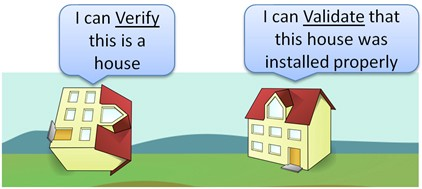 I can Verify
this is a
house
I can Validate that
this house was
installed properly